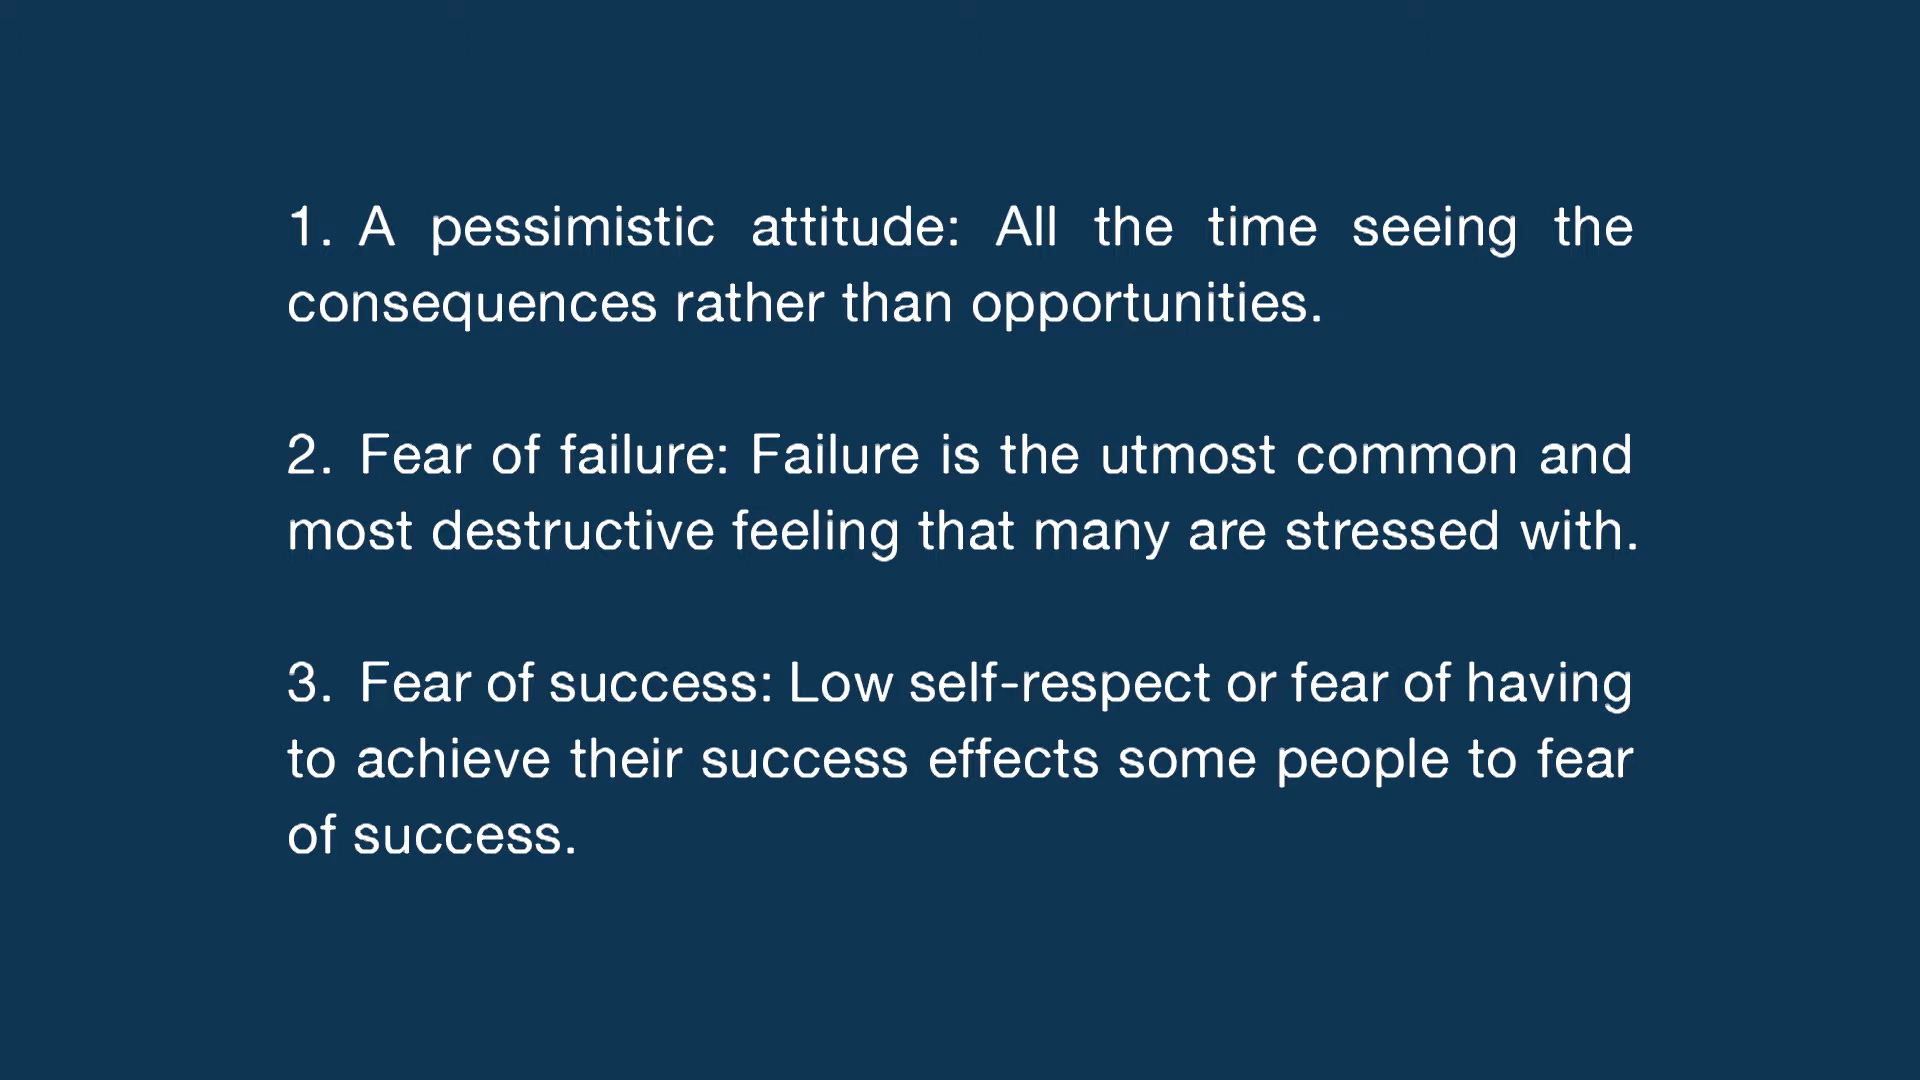 1. A pessimistic attitude: All the time seeing the
consequences rather than opportunities.
2. Fear of failure: Failure is the utmost common and
most destructive feeling that many are stressed with.
3. Fear of success: Low self-respect or fear of having
to achieve their success effects some people to fear
of success.